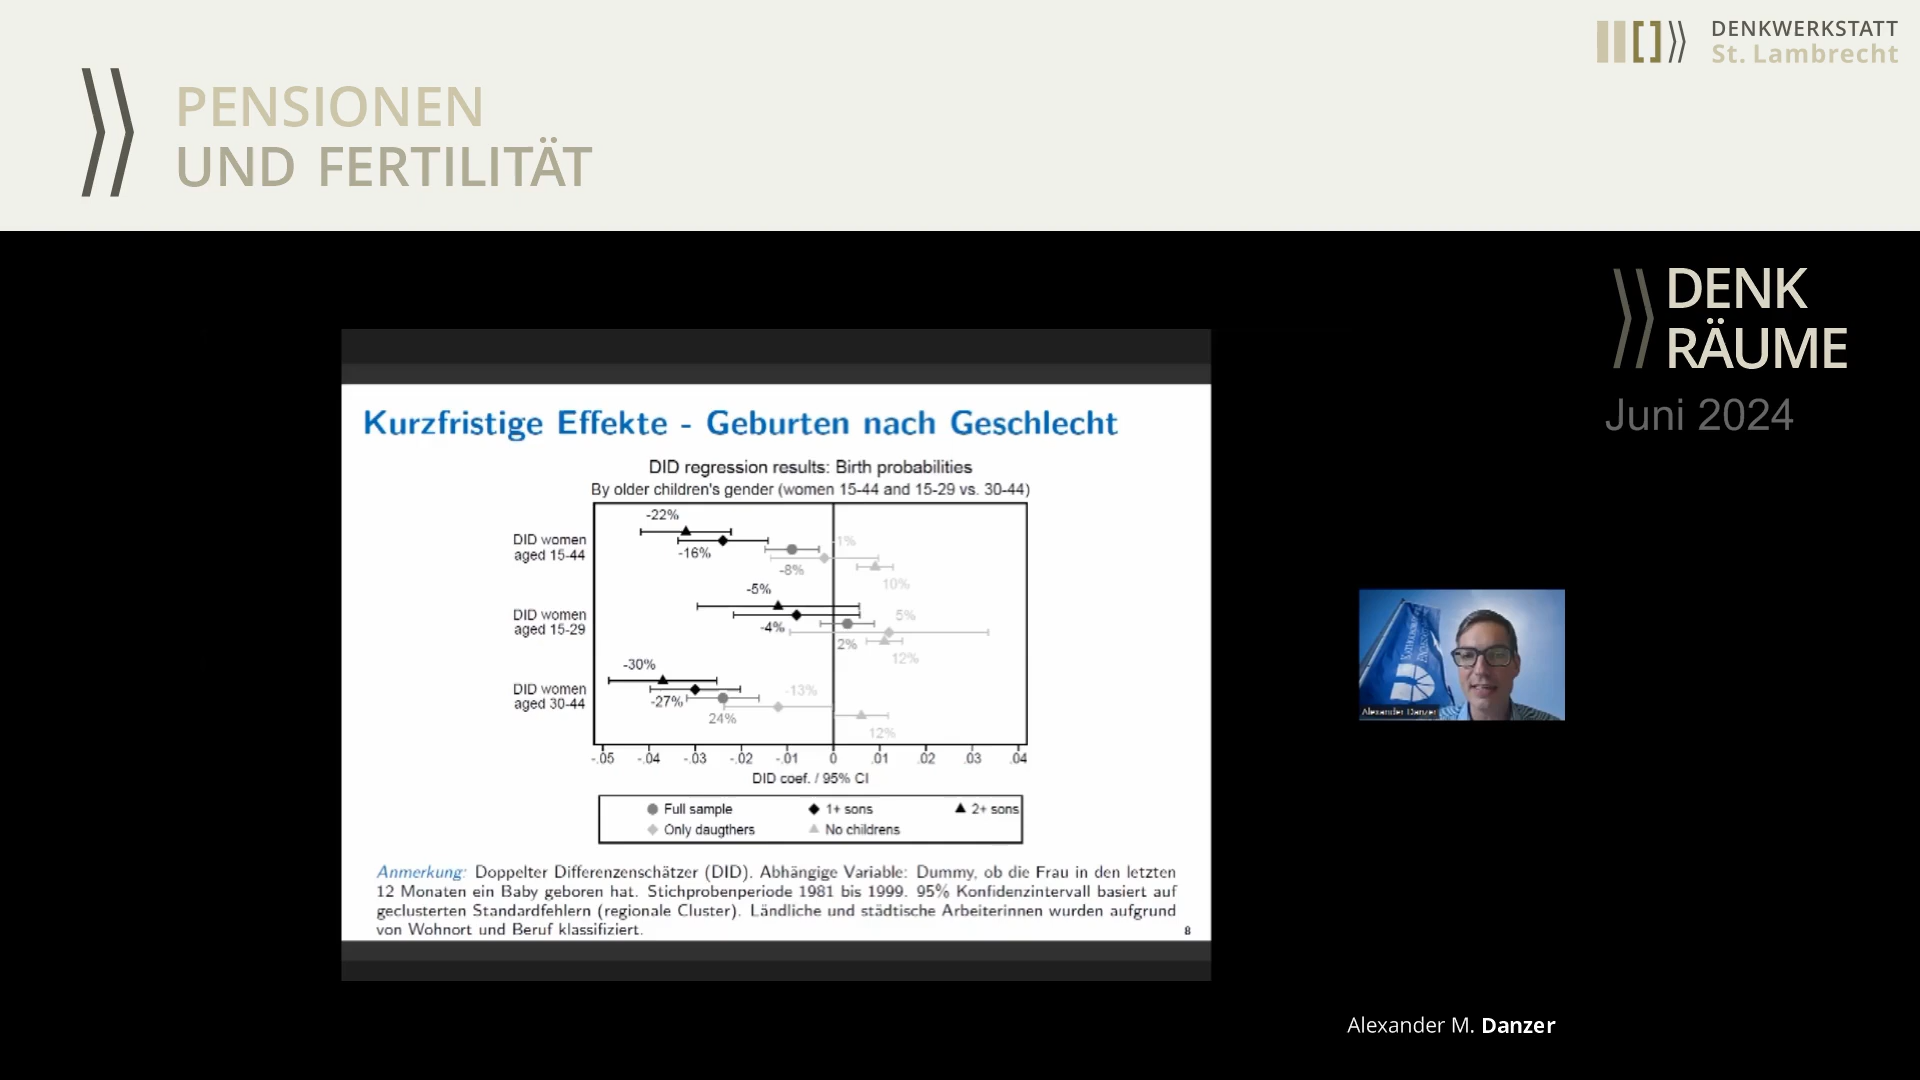 DENKWERKSTATT
St. Lambrecht
PENSIONEN
UND FERTILITÄT
DENK
RÄUME
Juni 2024
Kurzfristige Effekte - Geburten nach Geschlecht
DID regression results: Birth probabilities
By older children's gender (women 15-44 and 15-29 vs. 30-44)
-22%
DID women
aged 15-44
-16%
1%
-8%
10%
-5%
DID women
aged 15-29
-4%
5%
2%
12%
-30%
DID women
aged 30-44
-27%
-13%
24%
12%
-.05 -.04 -.03 -.02 -.01 0 .01 .02 .03 .04
DID coef. / 95% CI
Full sample 1+ sons 2+ sons
Only daugthers No childrens
Anmerkung: Doppelter Differenzenschätzer (DID). Abhängige Variable: Dummy, ob die Frau in den letzten
12 Monaten ein Baby geboren hat. Stichprobenperiode 1981 bis 1999. 95% Konfidenzintervall basiert auf
geclusterten Standardfehlern (regionale Cluster). Ländliche und städtische Arbeiterinnen wurden aufgrund
von Wohnort und Beruf klassifiziert.
8
Alexander Danzer
Alexander M. Danzer